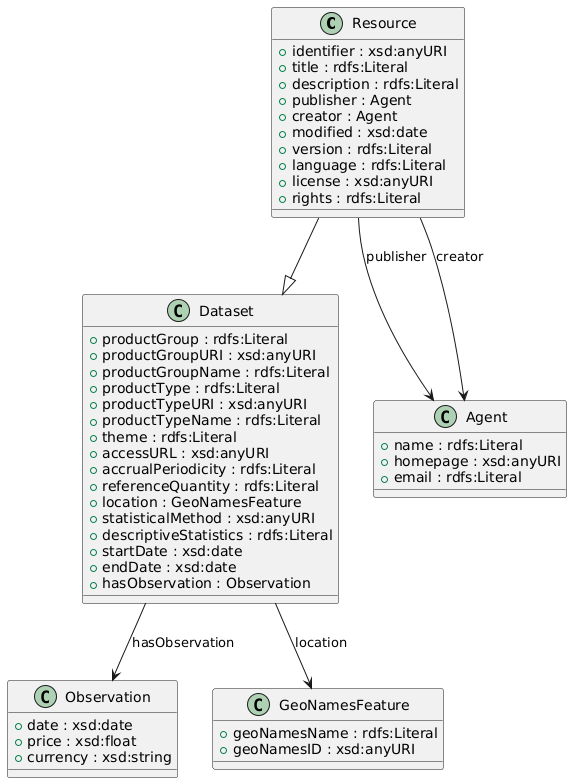 C Resource
identifier : xsd:anyURI
title : rdfs:Literal
description : rdfs:Literal
publisher : Agent
creator : Agent
modified : xsd:date
version : rdfs:Literal
language : rdfs:Literal
license : xsd:anyURI
rights : rdfs:Literal
publisher
creator
C Dataset
productGroup : rdfs:Literal
productGroupURI : xsd:anyURI
productGroupName : rdfs:Literal
productType : rdfs:Literal
productTypeURI : xsd:anyURI
productTypeName : rdfs:Literal
theme : rdfs:Literal
accessURL : xsd:anyURI
accrualPeriodicity : rdfs:Literal
referenceQuantity : rdfs:Literal
location : GeoNamesFeature
statisticalMethod : xsd:anyURI
descriptiveStatistics : rdfs:Literal
startDate : xsd:date
endDate : xsd:date
hasObservation : Observation
C Agent
name : rdfs:Literal
homepage : xsd:anyURI
email : rdfs:Literal
hasObservation
location
C Observation
date : xsd:date
price : xsd:float
currency : xsd:string
C GeoNamesFeature
geoNamesName : rdfs:Literal
geoNamesID : xsd:anyURI